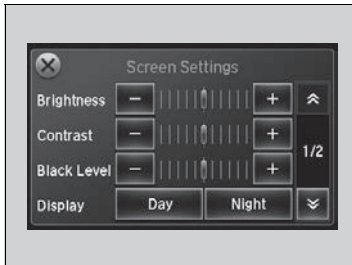 Screen Settings
Brightness - +
Contrast - +
1/2
Black Level - +
Display Day Night